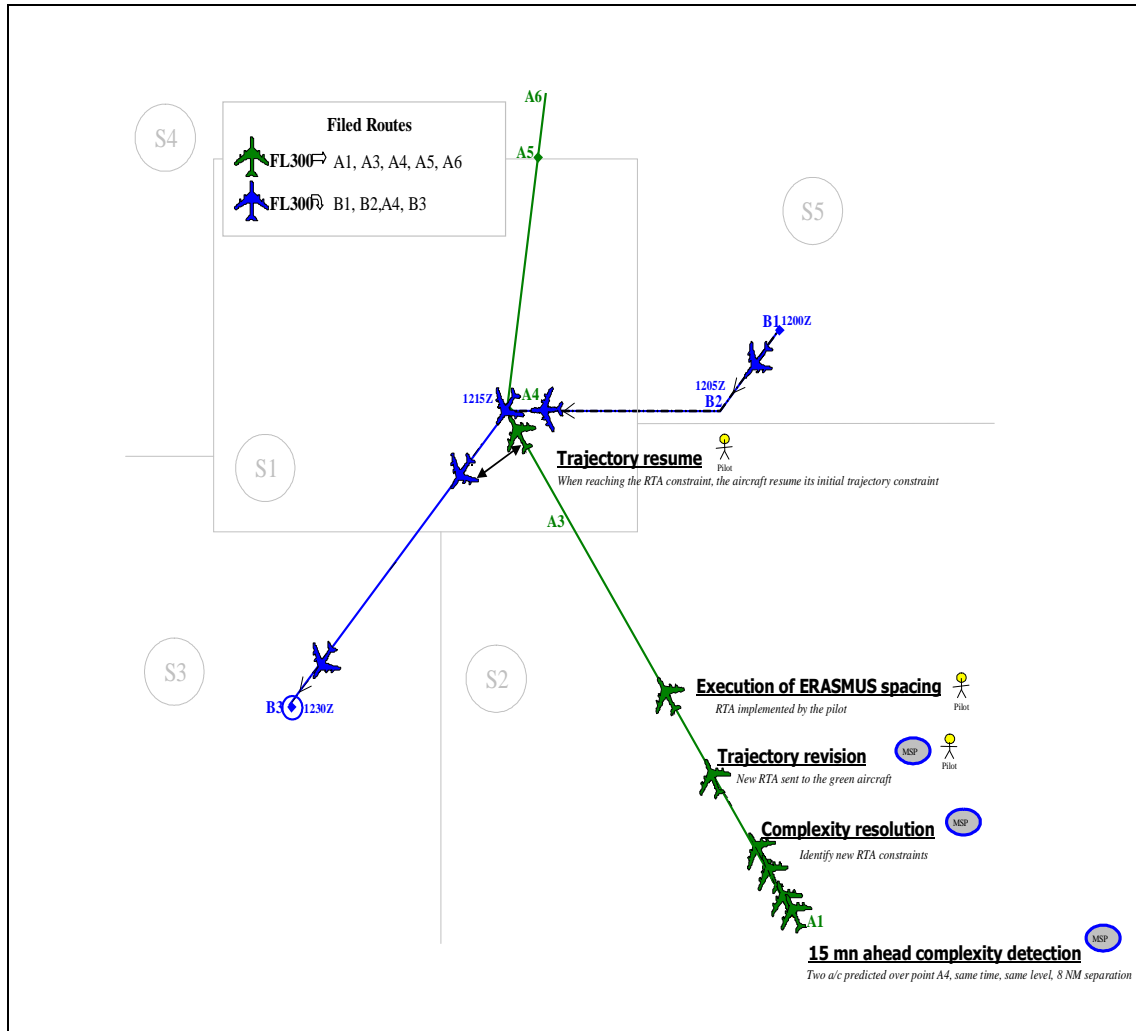 A6
S4
Filed Routes
FL300 ⇨ A1, A3, A4, A5, A6
A5
FL300 B1, B2,A4, B3
S5
B1 1200Z
1205Z
B2
A4
1215Z
S1
Trajectory resume
Pilot
When reaching the RTA constraint, the aircraft resume its initial trajectory constraint
A3
S3
S2
Execution of ERASMUS spacing
RTA implemented by the pilot
Pilot
B3 1230Z
Trajectory revision
MSP
Pilot
New RTA sent to the green aircraft
Complexity resolution
MSP
Identify new RTA constraints
A1
15 mn ahead complexity detection
MSP
Two a/c predicted over point A4, same time, same level, 8 NM separation